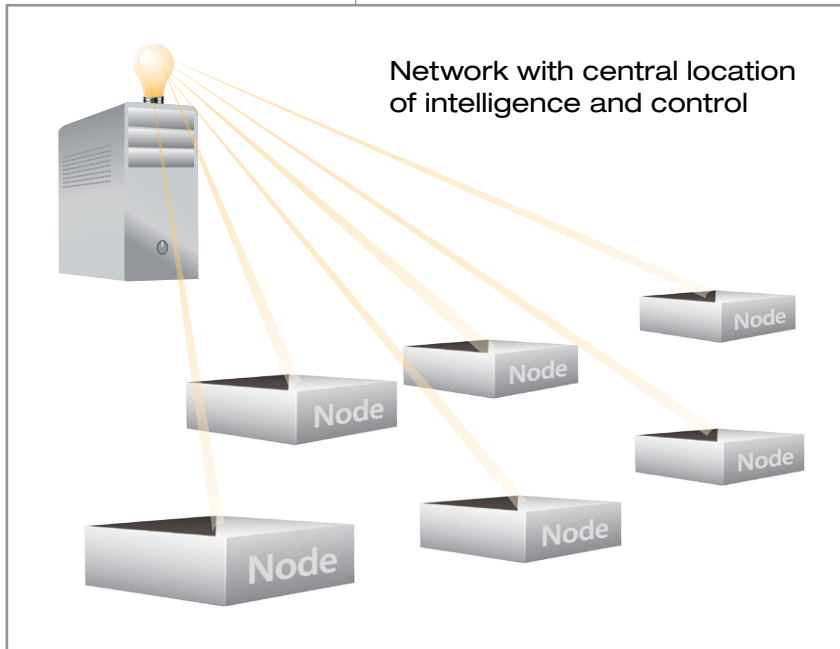 Network with central location
of intelligence and control
Node
Node
Node
Node
Node
Node